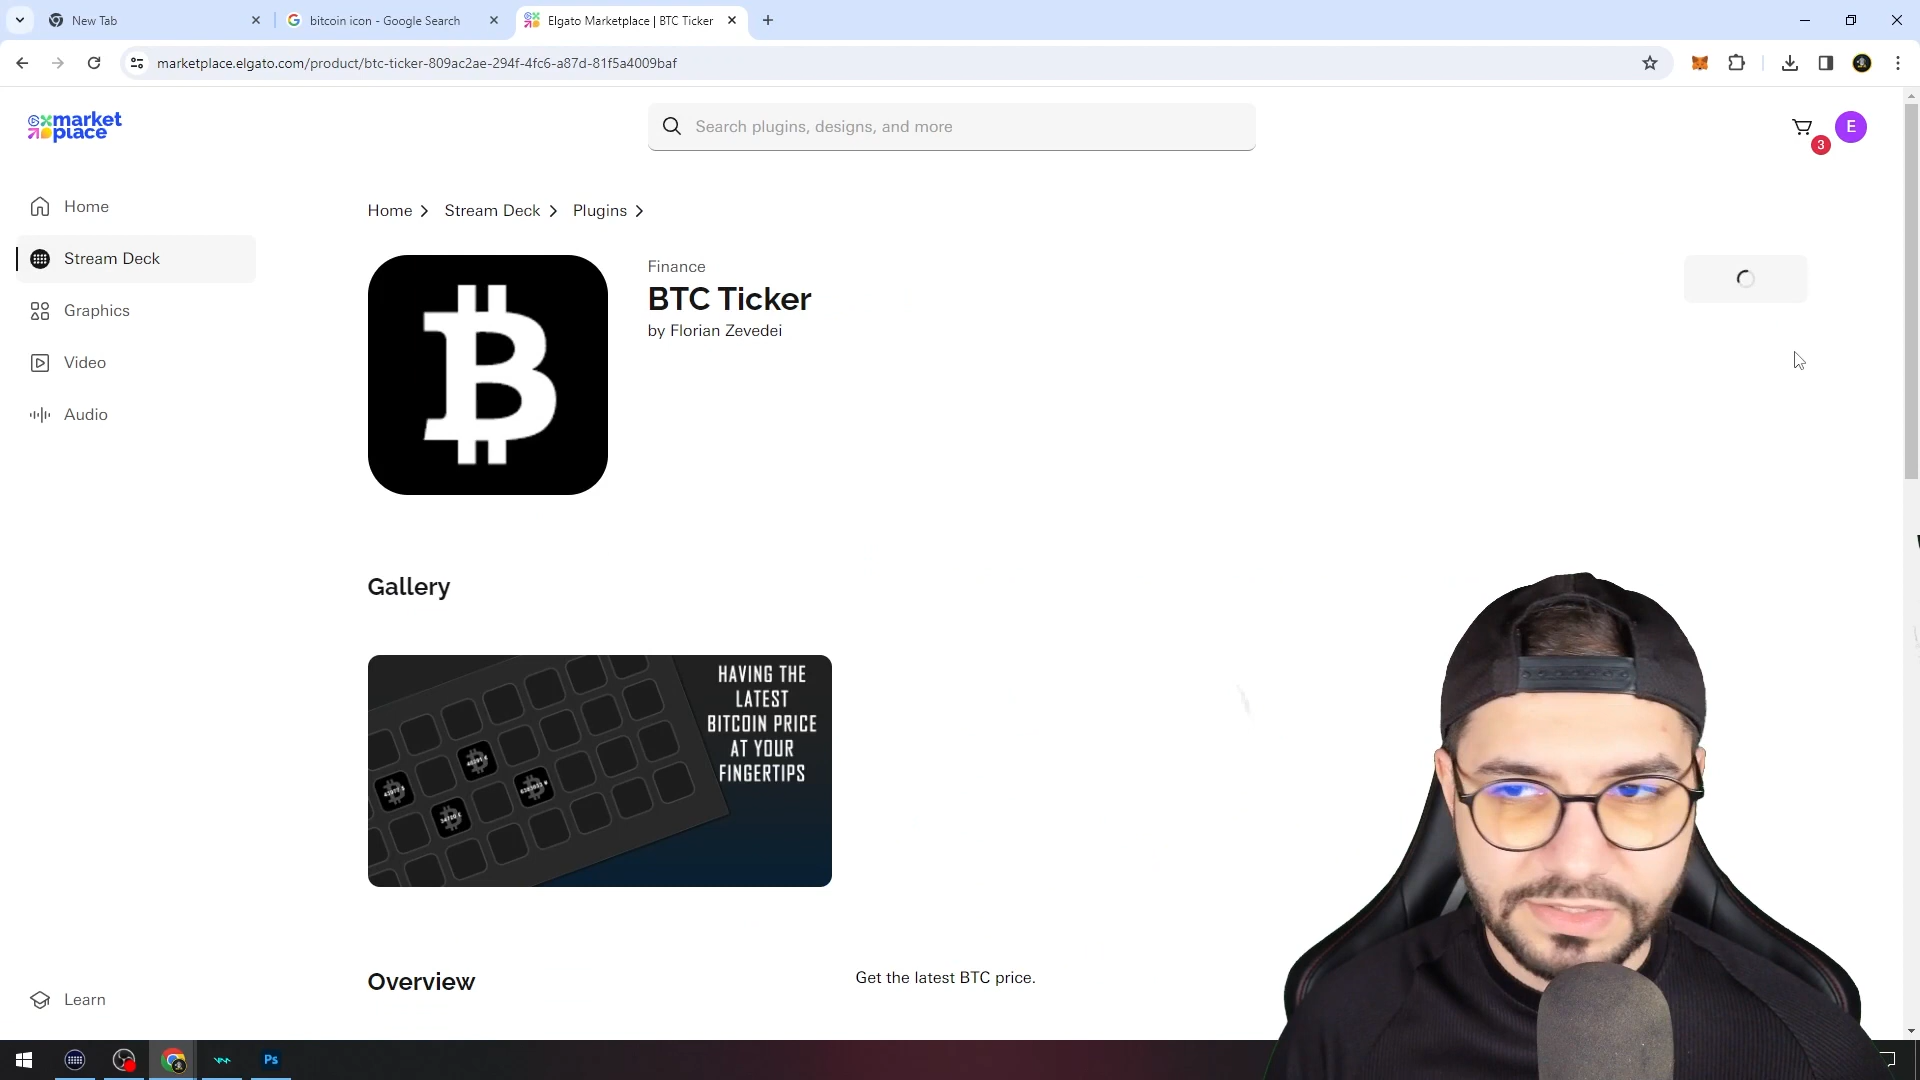 New Tab
bitcoin icon - Google Search
Elgato Marketplace | BTC Ticker
marketplace.elgato.com/product/btc-ticker-809ac2ae-294f-4fc6-a87d-81f5a4009baf
market
place
Search plugins, designs, and more
3
E
Home
Stream Deck
Graphics
Video
Audio
Learn
Home
Stream Deck
Plugins
Finance
BTC Ticker
by Florian Zevedei
Gallery
HAVING THE
LATEST
BITCOIN PRICE
AT YOUR
FINGERTIPS
Overview
Get the latest BTC price.
Ps